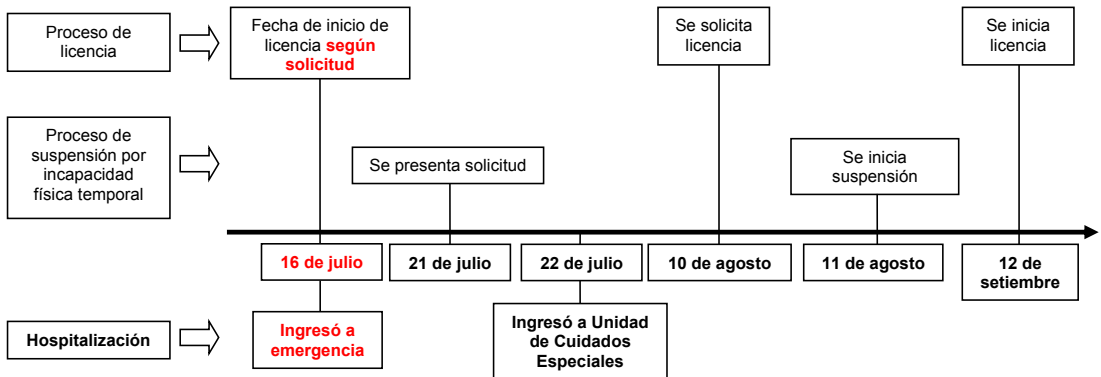 Proceso de
licencia
Fecha de inicio de
licencia según
solicitud
Se solicita
licencia
Se inicia
licencia
Proceso de
suspensión por
incapacidad
física temporal
Se presenta solicitud
Se inicia
suspensión
16 de julio
21 de julio
22 de julio
10 de agosto
11 de agosto
12 de
setiembre
Hospitalización
Ingresó a
emergencia
Ingresó a Unidad
de Cuidados
Especiales